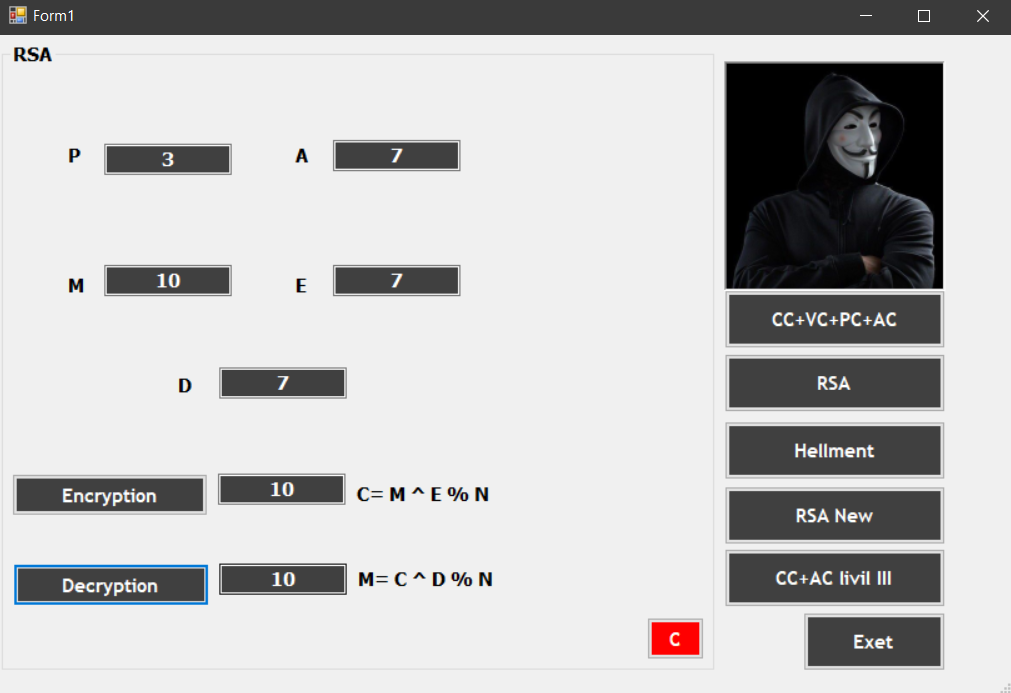 Form1
RSA
P 3 A 7
M 10 E 7
D 7
Encryption 10 C= M ^ E % N
Decryption 10 M= C ^ D % N
C
CC+VC+PC+AC
RSA
Hellment
RSA New
CC+AC livil III
Exet